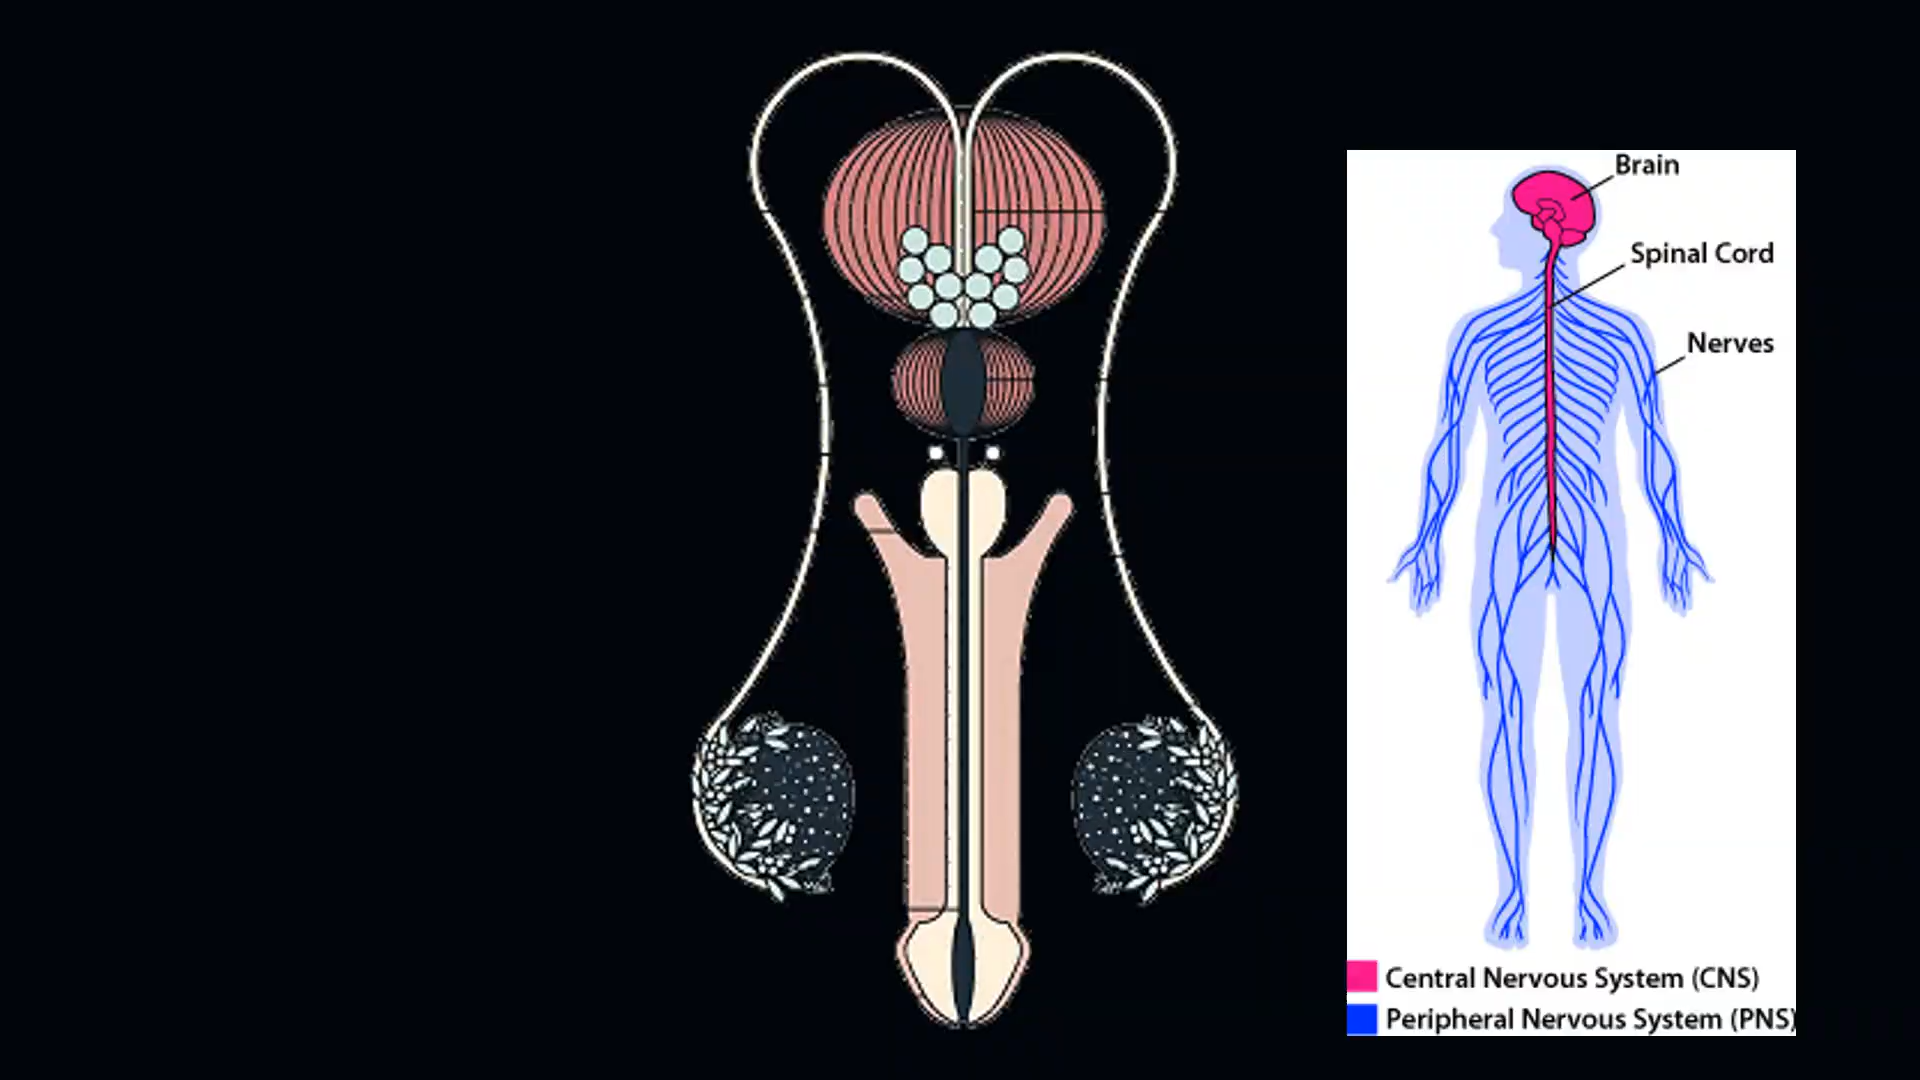 Brain
Spinal Cord
Nerves
Central Nervous System (CNS)
Peripheral Nervous System (PNS)